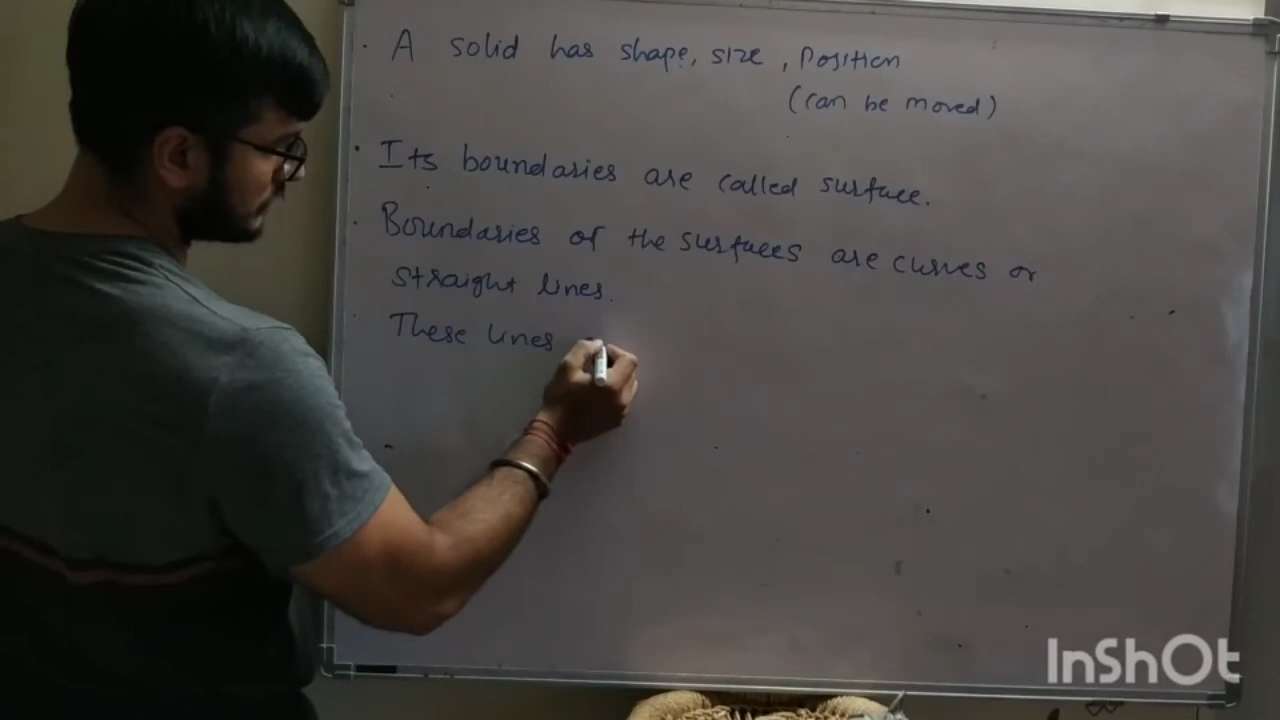 · A solid has shape, size, Position
(can be moved)
· Its boundaries are called surface.
· Boundaries of the surfaces are curves or
straight lines.
These lines
InShOt